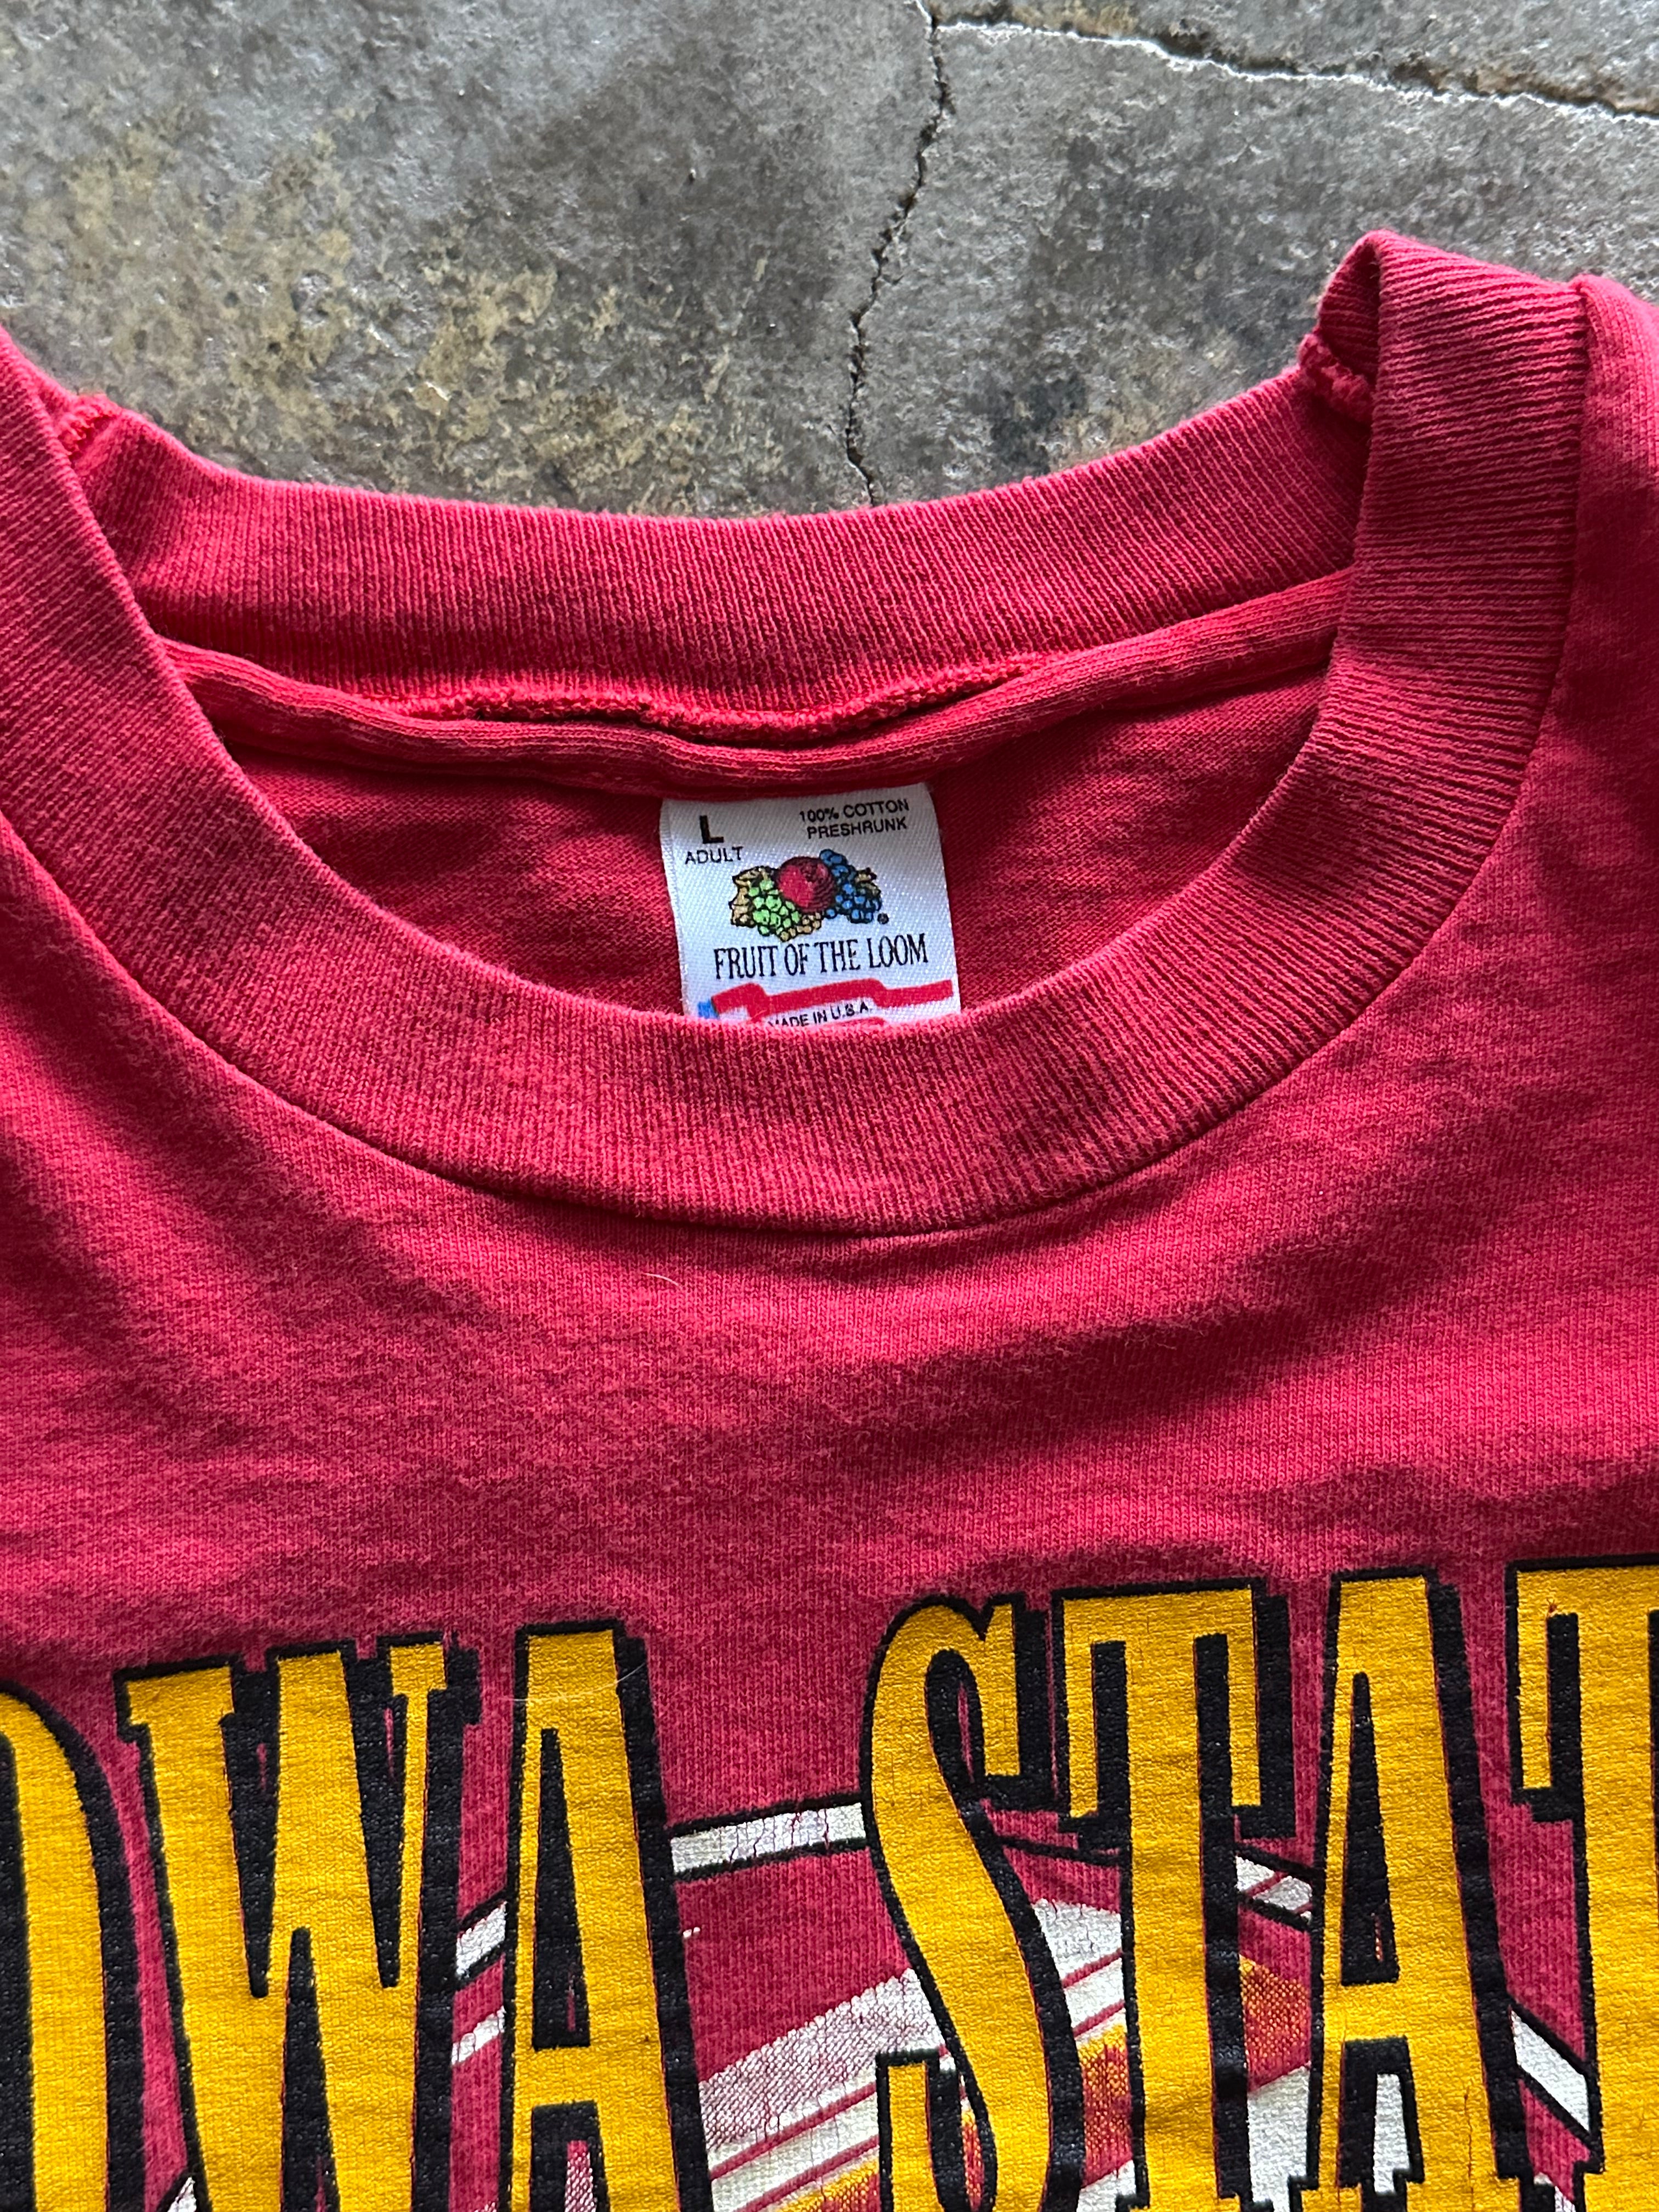 L
ADULT
100% COTTON
PRESHRUNK
FRUIT OF THE LOOM
®
MADE IN U.S.A.
OWA STAT